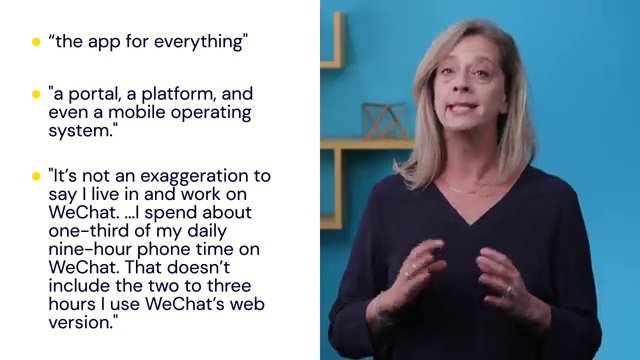 “the app for everything"
"a portal, a platform, and
even a mobile operating
system."
"It’s not an exaggeration to
say I live in and work on
WeChat. ...I spend about
one-third of my daily
nine-hour phone time on
WeChat. That doesn’t
include the two to three
hours I use WeChat’s web
version."